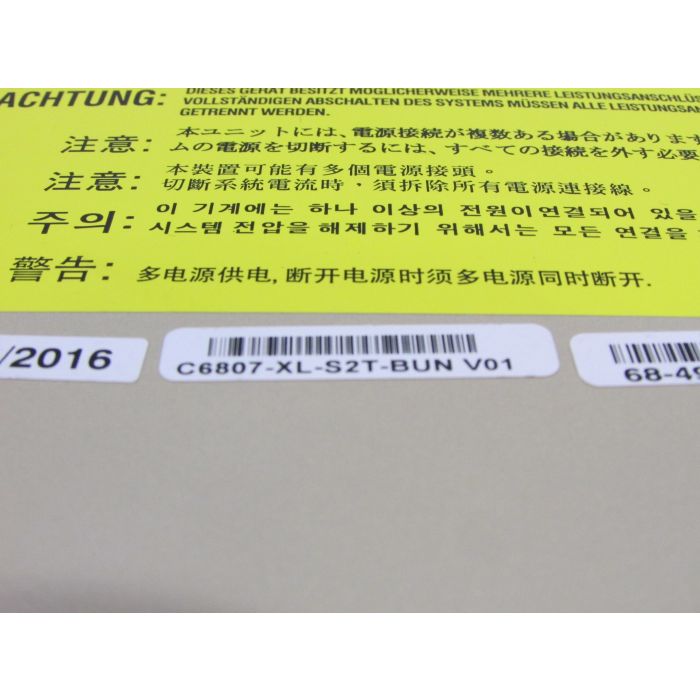 ACHTUNG:
DIESES GERÄT BESITZT MÖGLICHERWEISE MEHRERE LEISTUNGSANSCHLÜS
VOLLSTÄNDIGEN ABSCHALTEN DES SYSTEMS MÜSSEN ALLE LEISTUNGSAN
GETRENNT WERDEN.
注意:
本ユニットには、電源接続が複数ある場合があります
ムの電源を切断するには、すべての接続を外す必要
注意:
本裝置可能有多個電源接頭。
切斷系統電流時，須拆除所有電源連接線。
주의:
이 기계에는 하나 이상의 전원이연결되어 있을
시스템 전압을 해제하기 위해서는 모든 연결을
警告:
多电源供电,断开电源时须多电源同时断开.
/2016
C6807-XL-S2T-BUN V01
68-49